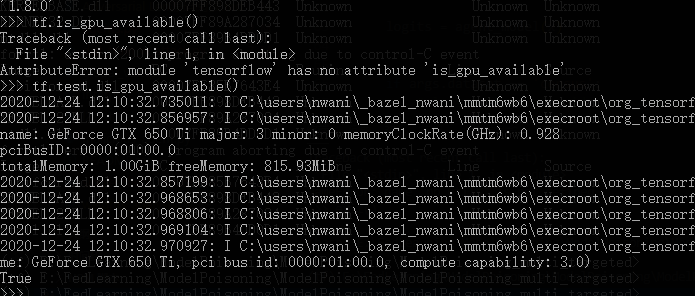 '1.8.0'
>>> tf.is_gpu_available()
Traceback (most recent call last):
File "<stdin>", line 1, in <module>
AttributeError: module 'tensorflow' has no attribute 'is_gpu_available'
>>> tf.test.is_gpu_available()
2020-12-24 12:10:32.735011: I C:\users\nwani\_bazel_nwani\mmtm6wb6\execroot\org_tensorf
2020-12-24 12:10:32.856957: I C:\users\nwani\_bazel_nwani\mmtm6wb6\execroot\org_tensorf
name: GeForce GTX 650 Ti major: 3 minor: 0 memoryClockRate(GHz): 0.928
pciBusID: 0000:01:00.0
totalMemory: 1.00GiB freeMemory: 815.93MiB
2020-12-24 12:10:32.857199: I C:\users\nwani\_bazel_nwani\mmtm6wb6\execroot\org_tensorf
2020-12-24 12:10:32.968653: I C:\users\nwani\_bazel_nwani\mmtm6wb6\execroot\org_tensorf
2020-12-24 12:10:32.968806: I C:\users\nwani\_bazel_nwani\mmtm6wb6\execroot\org_tensorf
2020-12-24 12:10:32.969104: I C:\users\nwani\_bazel_nwani\mmtm6wb6\execroot\org_tensorf
2020-12-24 12:10:32.970927: I C:\users\nwani\_bazel_nwani\mmtm6wb6\execroot\org_tensorf
me: GeForce GTX 650 Ti, pci bus id: 0000:01:00.0, compute capability: 3.0)
True
>>>